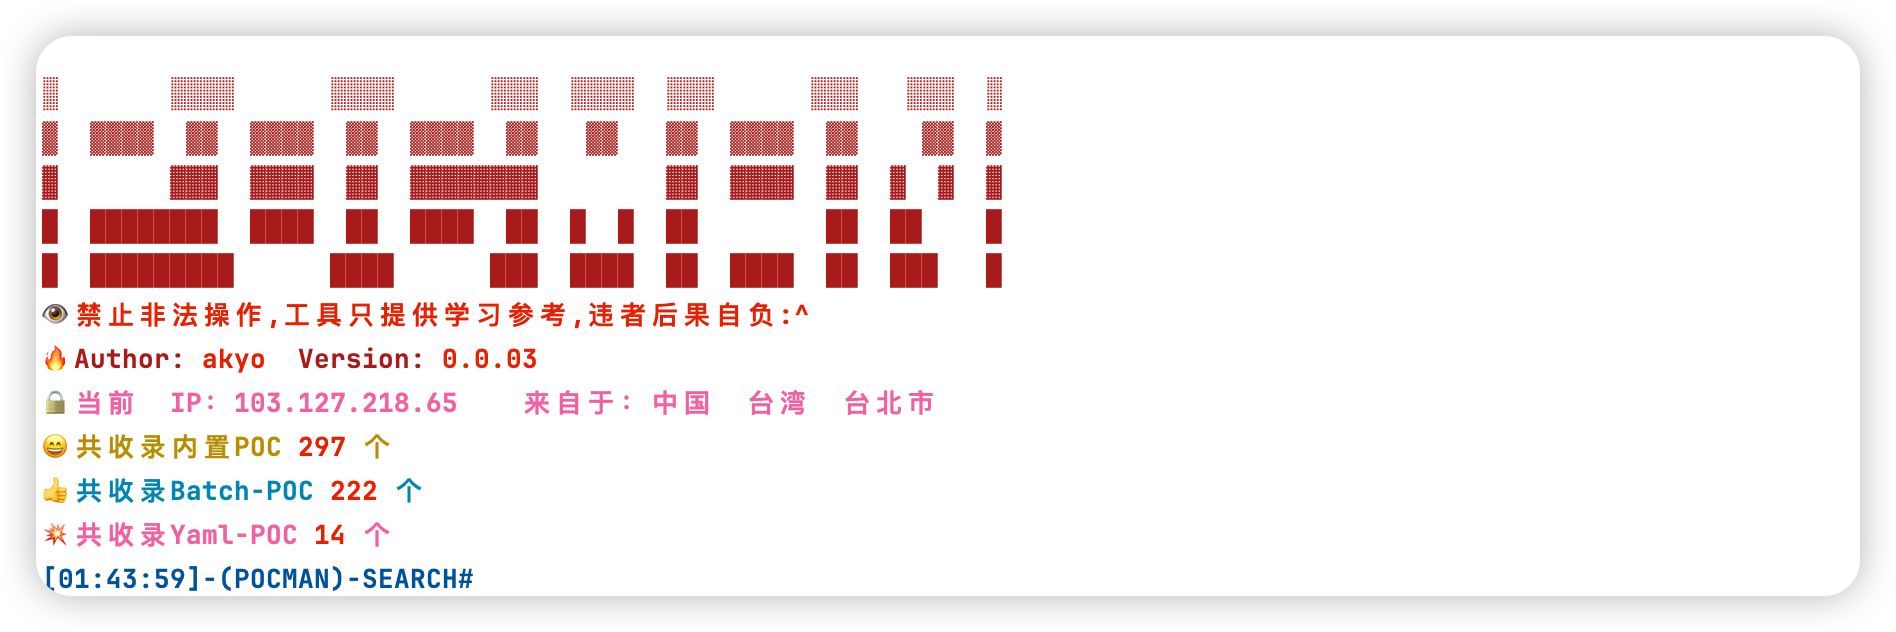 POCMAN
👁 禁止非法操作,工具只提供学习参考,违者后果自负:^
🔥Author: akyo  Version: 0.0.03
🔒当前  IP: 103.127.218.65    来自于: 中国  台湾  台北市
😄共收录内置POC 297 个
👍共收录Batch-POC 222 个
💥共收录Yaml-POC 14 个
[01:43:59]-(POCMAN)-SEARCH#